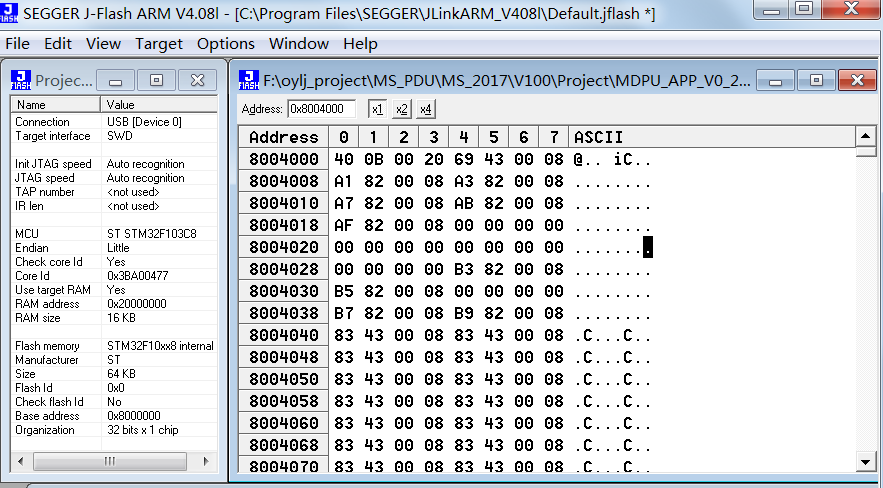 SEGGER J-Flash ARM V4.08l - [C:\Program Files\SEGGER\JLinkARM_V408l\Default.jflash *]
File Edit View Target Options Window Help
Projec...
Name Value
Connection USB [Device 0]
Target interface SWD
Init JTAG speed Auto recognition
JTAG speed Auto recognition
TAP number <not used>
IR len <not used>
MCU ST STM32F103C8
Endian Little
Check core Id Yes
Core Id 0x3BA00477
Use target RAM Yes
RAM address 0x20000000
RAM size 16 KB
Flash memory STM32F10xx8 internal
Manufacturer ST
Size 64 KB
Flash Id 0x0
Check flash Id No
Base address 0x8000000
Organization 32 bits x 1 chip
F:\oylj_project\MS_PDU\MS_2017\V100\Project\MDPU_APP_V0_2...
Address: 0x8004000 x1 x2 x4
Address 0 1 2 3 4 5 6 7 ASCII
8004000 40 0B 00 20 69 43 00 08 @.. iC..
8004008 A1 82 00 08 A3 82 00 08 ........
8004010 A7 82 00 08 AB 82 00 08 ........
8004018 AF 82 00 08 00 00 00 00 ........
8004020 00 00 00 00 00 00 00 00 ........
8004028 00 00 00 00 B3 82 00 08 ........
8004030 B5 82 00 08 00 00 00 00 ........
8004038 B7 82 00 08 B9 82 00 08 ........
8004040 83 43 00 08 83 43 00 08 .C...C..
8004048 83 43 00 08 83 43 00 08 .C...C..
8004050 83 43 00 08 83 43 00 08 .C...C..
8004058 83 43 00 08 83 43 00 08 .C...C..
8004060 83 43 00 08 83 43 00 08 .C...C..
8004068 83 43 00 08 83 43 00 08 .C...C..
8004070 83 43 00 08 83 43 00 08 .C...C..